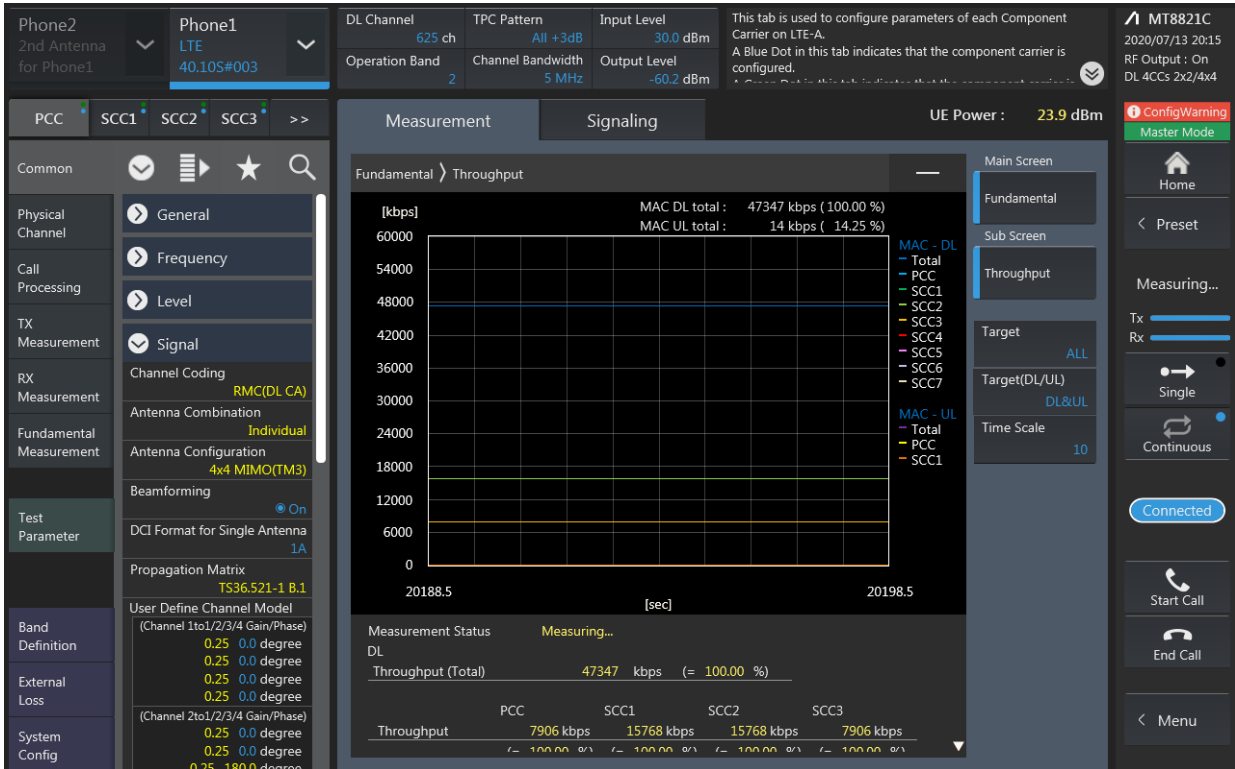 Phone2
2nd Antenna
for Phone1
Phone1
LTE
40.10S#003
DL Channel
625 ch
Operation Band
2
TPC Pattern
All +3dB
Channel Bandwidth
5 MHz
Input Level
30.0 dBm
Output Level
-60.2 dBm
This tab is used to configure parameters of each Component
Carrier on LTE-A.
A Blue Dot in this tab indicates that the component carrier is
configured.
MT8821C
2020/07/13 20:15
RF Output : On
DL 4CCs 2x2/4x4
PCC SCC1 SCC2 SCC3 >>
Measurement
Signaling
UE Power : 23.9 dBm
ConfigWarning
Master Mode
Common
Physical
Channel
Call
Processing
TX
Measurement
RX
Measurement
Fundamental
Measurement
Test
Parameter
Band
Definition
External
Loss
System
Config
General
Frequency
Level
Signal
Channel Coding
RMC(DL CA)
Antenna Combination
Individual
Antenna Configuration
4x4 MIMO(TM3)
Beamforming
On
DCI Format for Single Antenna
1A
Propagation Matrix
TS36.521-1 B.1
User Define Channel Model
(Channel 1to1/2/3/4 Gain/Phase)
0.25 0.0 degree
0.25 0.0 degree
0.25 0.0 degree
0.25 0.0 degree
(Channel 2to1/2/3/4 Gain/Phase)
0.25 0.0 degree
0.25 0.0 degree
0.25 180.0 degree
Fundamental 〉 Throughput
[kbps]
MAC DL total : 47347 kbps ( 100.00 %)
MAC UL total : 14 kbps ( 14.25 %)
60000
54000
48000
42000
36000
30000
24000
18000
12000
6000
0
20188.5
20198.5
[sec]
MAC - DL
Total
PCC
SCC1
SCC2
SCC3
SCC4
SCC5
SCC6
SCC7
MAC - UL
Total
PCC
SCC1
Measurement Status Measuring...
DL
Throughput (Total) 47347 kbps (= 100.00 %)
PCC SCC1 SCC2 SCC3
Throughput 7906 kbps 15768 kbps 15768 kbps 7906 kbps
(= 100.00 %) (= 100.00 %) (= 100.00 %) (= 100.00 %)
Main Screen
Fundamental
Sub Screen
Throughput
Target
ALL
Target(DL/UL)
DL&UL
Time Scale
10
Home
< Preset
Measuring...
Tx
Rx
Single
Continuous
Connected
Start Call
End Call
< Menu